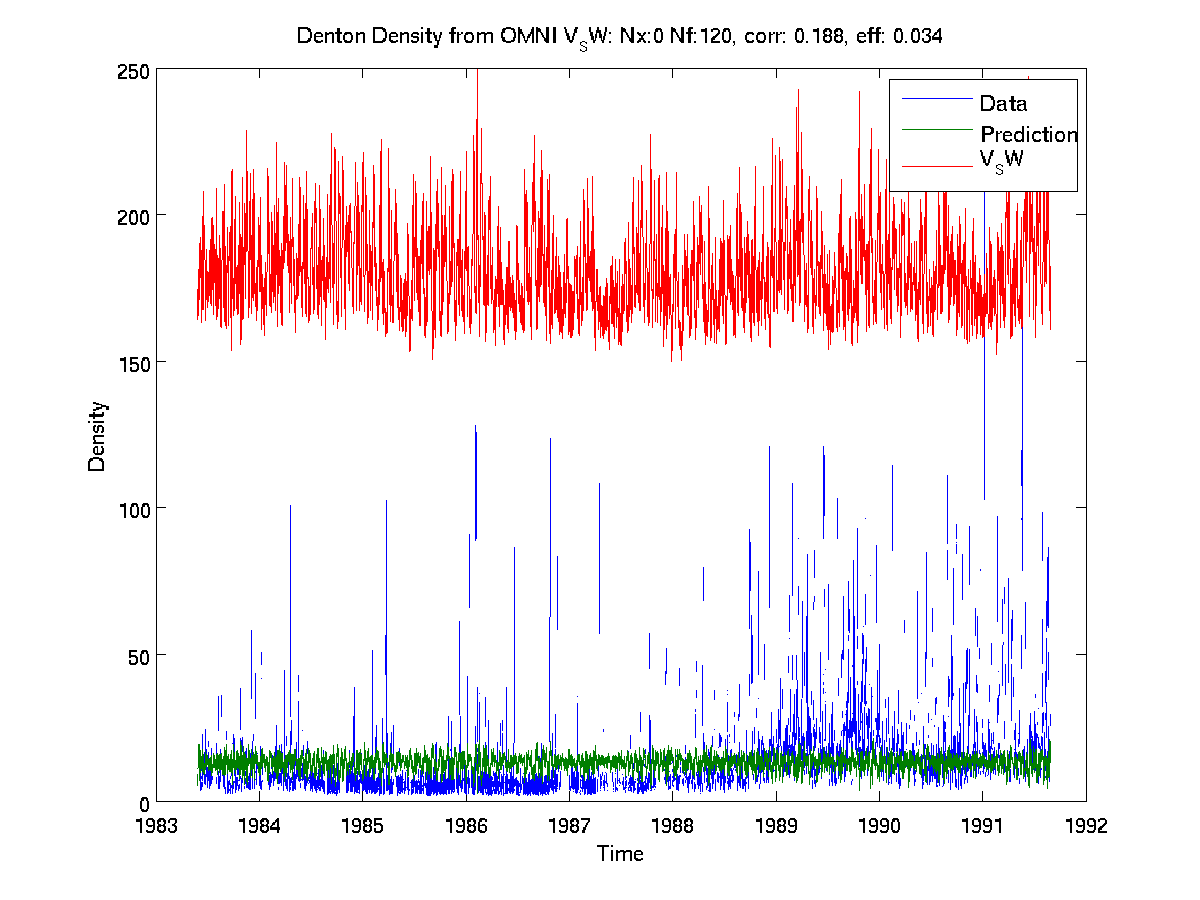 Denton Density from OMNI V_SW: Nx:0 Nf:120, corr: 0.188, eff: 0.034
250
200
150
100
50
0
Density
Data
Prediction
V_SW
1983 1984 1985 1986 1987 1988 1989 1990 1991 1992
Time